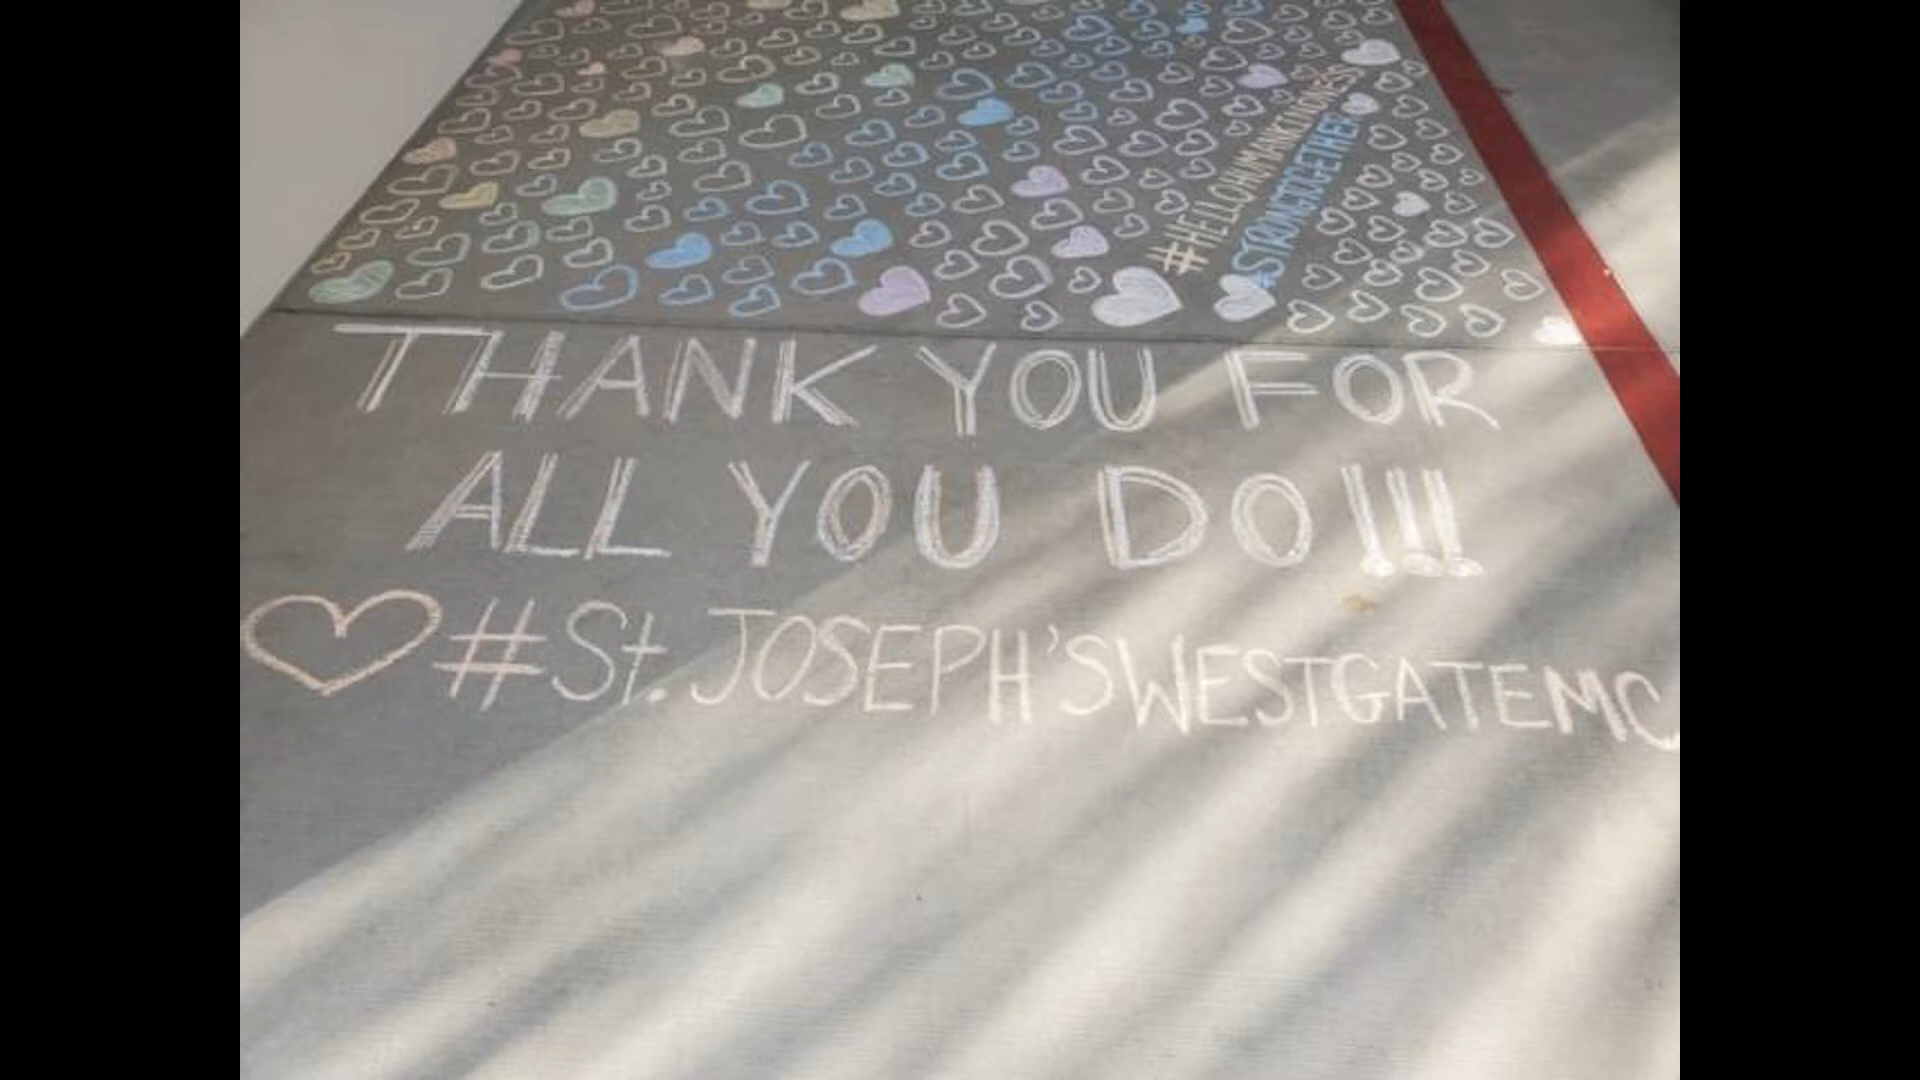 #HELLOHUMANKINDNESS
#STRONGTOGETHER
THANK YOU FOR
ALL YOU DO!!!
#St. JOSEPH'SWESTGATEMC